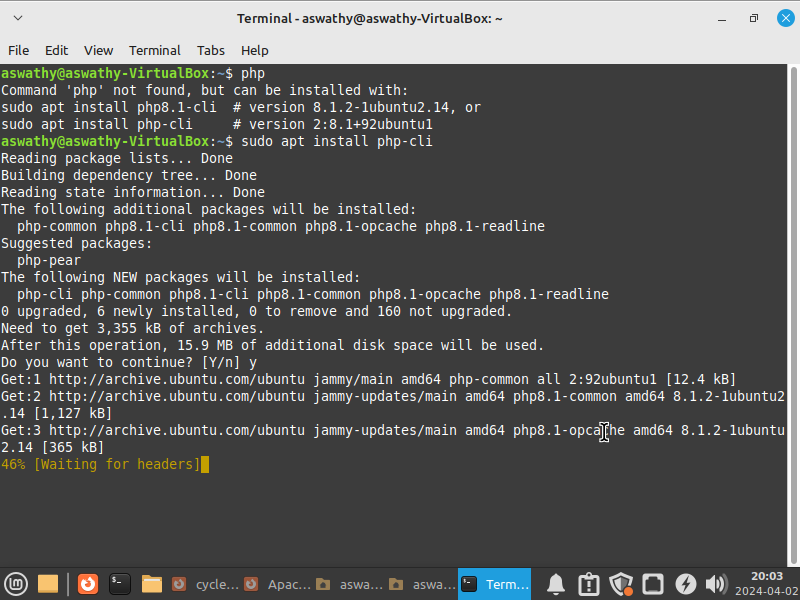 Terminal - aswathy@aswathy-VirtualBox: ~
File Edit View Terminal Tabs Help
aswathy@aswathy-VirtualBox:~$ php
Command 'php' not found, but can be installed with:
sudo apt install php8.1-cli  # version 8.1.2-1ubuntu2.14, or
sudo apt install php-cli     # version 2:8.1+92ubuntu1
aswathy@aswathy-VirtualBox:~$ sudo apt install php-cli
Reading package lists... Done
Building dependency tree... Done
Reading state information... Done
The following additional packages will be installed:
  php-common php8.1-cli php8.1-common php8.1-opcache php8.1-readline
Suggested packages:
  php-pear
The following NEW packages will be installed:
  php-cli php-common php8.1-cli php8.1-common php8.1-opcache php8.1-readline
0 upgraded, 6 newly installed, 0 to remove and 160 not upgraded.
Need to get 3,355 kB of archives.
After this operation, 15.9 MB of additional disk space will be used.
Do you want to continue? [Y/n] y
Get:1 http://archive.ubuntu.com/ubuntu jammy/main amd64 php-common all 2:92ubuntu1 [12.4 kB]
Get:2 http://archive.ubuntu.com/ubuntu jammy-updates/main amd64 php8.1-common amd64 8.1.2-1ubuntu2
.14 [1,127 kB]
Get:3 http://archive.ubuntu.com/ubuntu jammy-updates/main amd64 php8.1-opcache amd64 8.1.2-1ubuntu
2.14 [365 kB]
46% [Waiting for headers]
cycle... Apac... aswa... aswa... Term...
20:03
2024-04-02